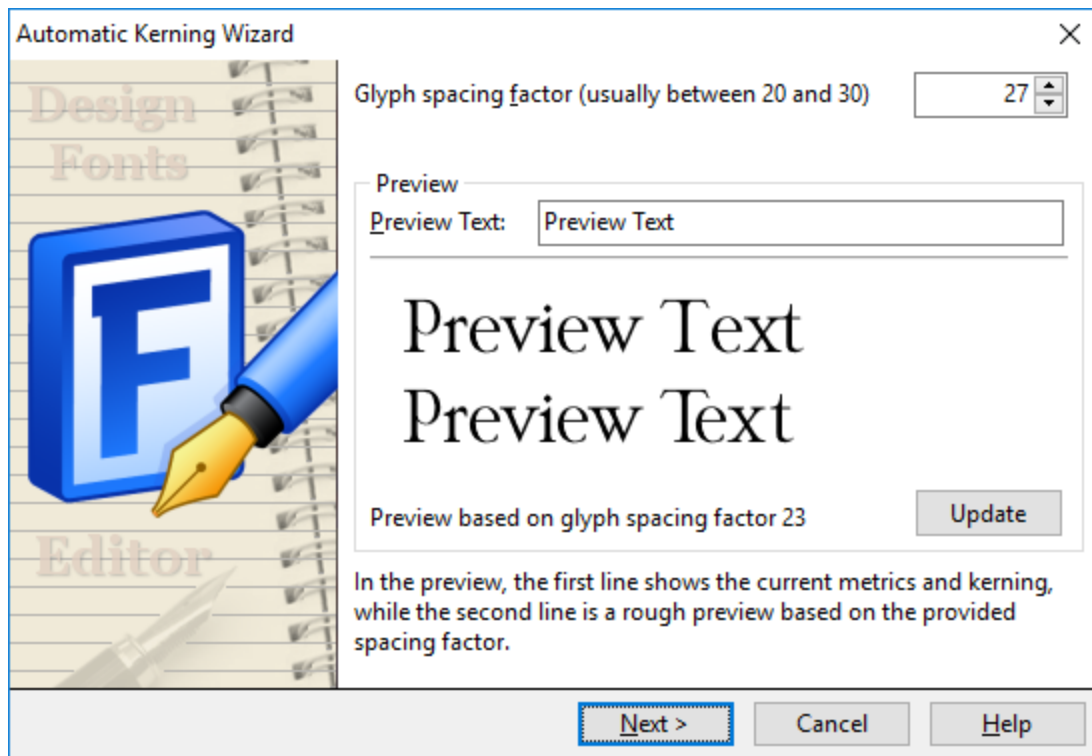 Automatic Kerning Wizard
Design
Fonts
F
Editor
Glyph spacing factor (usually between 20 and 30) 27
Preview
Preview Text: Preview Text
Preview Text
Preview Text
Preview based on glyph spacing factor 23 Update
In the preview, the first line shows the current metrics and kerning,
while the second line is a rough preview based on the provided
spacing factor.
Next > Cancel Help